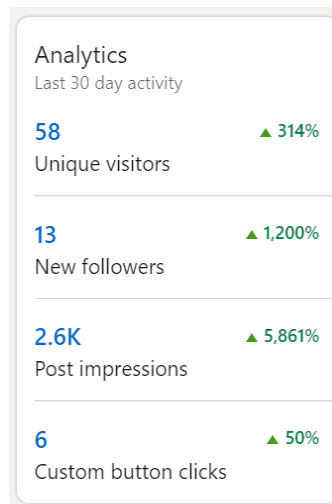 Analytics
Last 30 day activity
58 ▲ 314%
Unique visitors
13 ▲ 1,200%
New followers
2.6K ▲ 5,861%
Post impressions
6 ▲ 50%
Custom button clicks